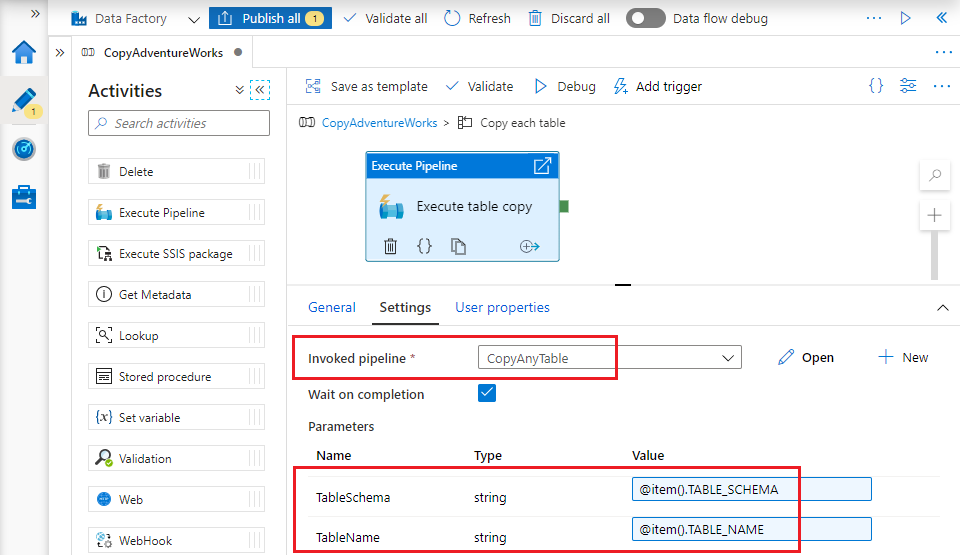 Data Factory Publish all 1 Validate all Refresh Discard all Data flow debug
CopyAdventureWorks
Activities
Search activities
Delete
Execute Pipeline
Execute SSIS package
Get Metadata
Lookup
Stored procedure
Set variable
Validation
Web
WebHook
1
Save as template Validate Debug Add trigger
CopyAdventureWorks > Copy each table
Execute Pipeline
Execute table copy
General Settings User properties
Invoked pipeline * CopyAnyTable Open New
Wait on completion
Parameters
Name Type Value
TableSchema string @item().TABLE_SCHEMA
TableName string @item().TABLE_NAME